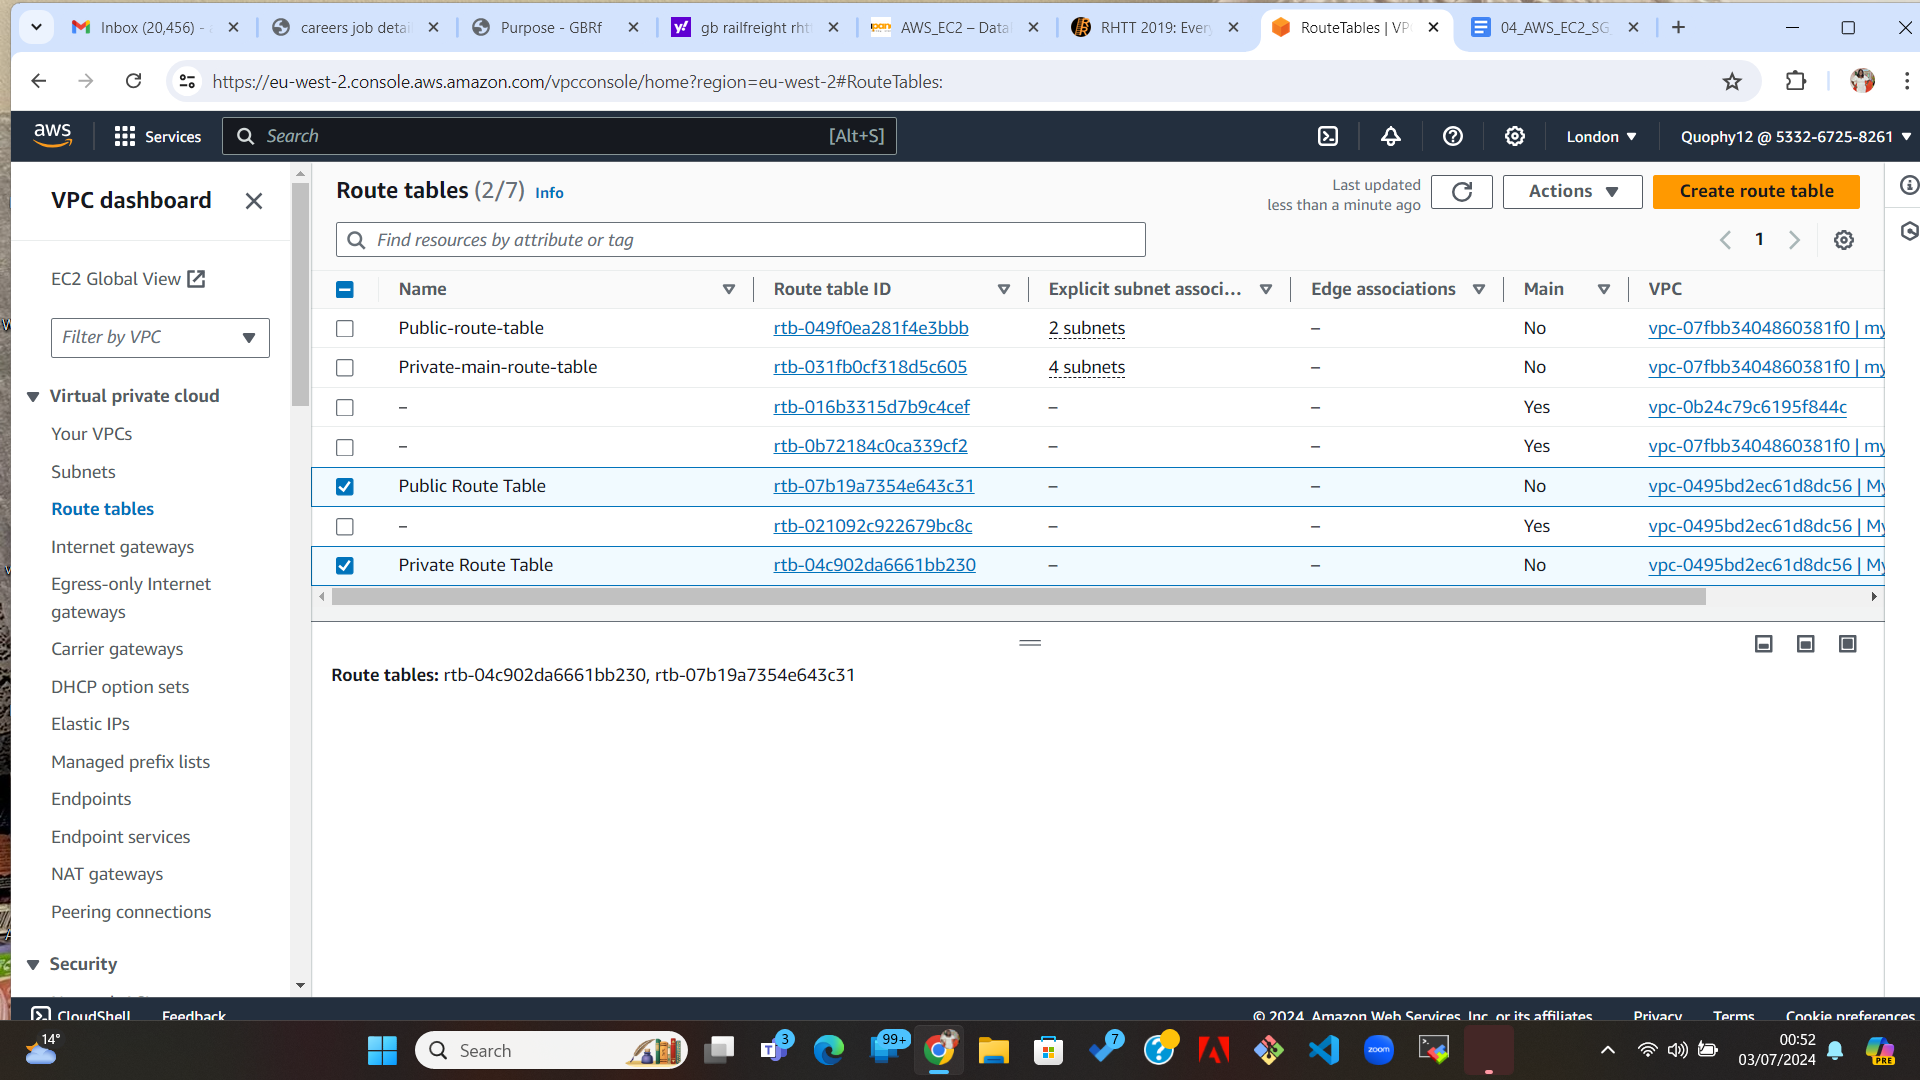 Inbox (20,456) -
careers job detail
Purpose - GBRf
gb railfreight rht
AWS_EC2 – Data
RHTT 2019: Every
RouteTables | VP
04_AWS_EC2_SG
https://eu-west-2.console.aws.amazon.com/vpcconsole/home?region=eu-west-2#RouteTables:
aws
Services
Search
[Alt+S]
London
Quophy12 @ 5332-6725-8261
VPC dashboard
EC2 Global View
Filter by VPC
Virtual private cloud
Your VPCs
Subnets
Route tables
Internet gateways
Egress-only Internet
gateways
Carrier gateways
DHCP option sets
Elastic IPs
Managed prefix lists
Endpoints
Endpoint services
NAT gateways
Peering connections
Security
Route tables (2/7) Info
Last updated
less than a minute ago
Actions
Create route table
Find resources by attribute or tag
1
Name Route table ID Explicit subnet associ... Edge associations Main VPC
Public-route-table rtb-049f0ea281f4e3bbb 2 subnets – No vpc-07fbb3404860381f0 | my
Private-main-route-table rtb-031fb0cf318d5c605 4 subnets – No vpc-07fbb3404860381f0 | my
– rtb-016b3315d7b9c4cef – – Yes vpc-0b24c79c6195f844c
– rtb-0b72184c0ca339cf2 – – Yes vpc-07fbb3404860381f0 | my
Public Route Table rtb-07b19a7354e643c31 – – No vpc-0495bd2ec61d8dc56 | My
– rtb-021092c922679bc8c – – Yes vpc-0495bd2ec61d8dc56 | My
Private Route Table rtb-04c902da6661bb230 – – No vpc-0495bd2ec61d8dc56 | My
Route tables: rtb-04c902da6661bb230, rtb-07b19a7354e643c31
CloudShell Feedback © 2024, Amazon Web Services, Inc. or its affiliates. Privacy Terms Cookie preferences
14°
Search
3
99+
7
zoom
00:52
03/07/2024
PRE